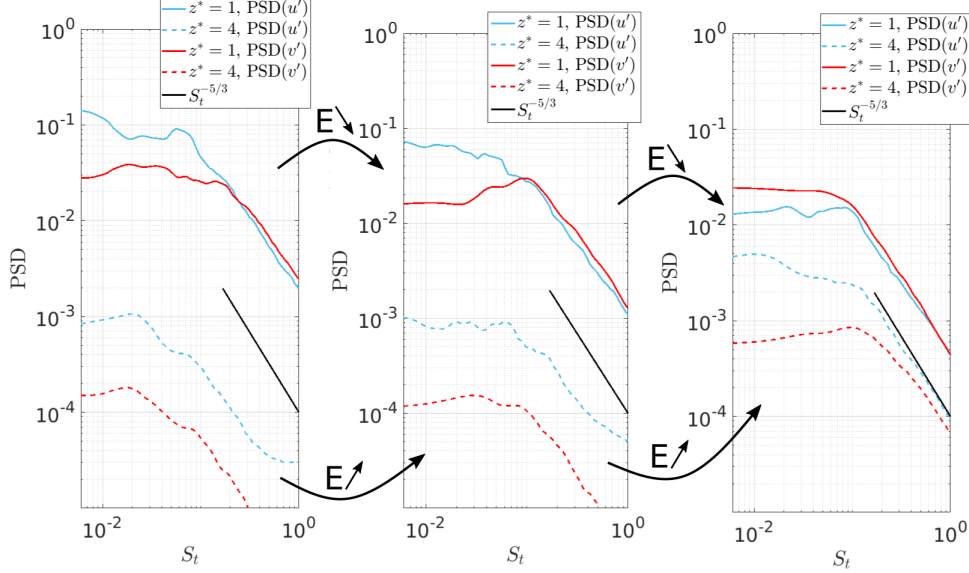 z* = 1, PSD(u′)
z* = 4, PSD(u′)
z* = 1, PSD(v′)
z* = 4, PSD(v′)
S_t^{-5/3}
10^0
10^{-1}
10^{-2}
10^{-3}
10^{-4}
PSD
10^{-2}
10^0
S_t
E↘
E↗
z* = 1, PSD(u′)
z* = 4, PSD(u′)
z* = 1, PSD(v′)
z* = 4, PSD(v′)
S_t^{-5/3}
10^0
10^{-1}
10^{-2}
10^{-3}
10^{-4}
PSD
10^{-2}
10^0
S_t
E↘
E↗
z* = 1, PSD(u′)
z* = 4, PSD(u′)
z* = 1, PSD(v′)
z* = 4, PSD(v′)
S_t^{-5/3}
10^0
10^{-1}
10^{-2}
10^{-3}
10^{-4}
PSD
10^{-2}
10^0
S_t